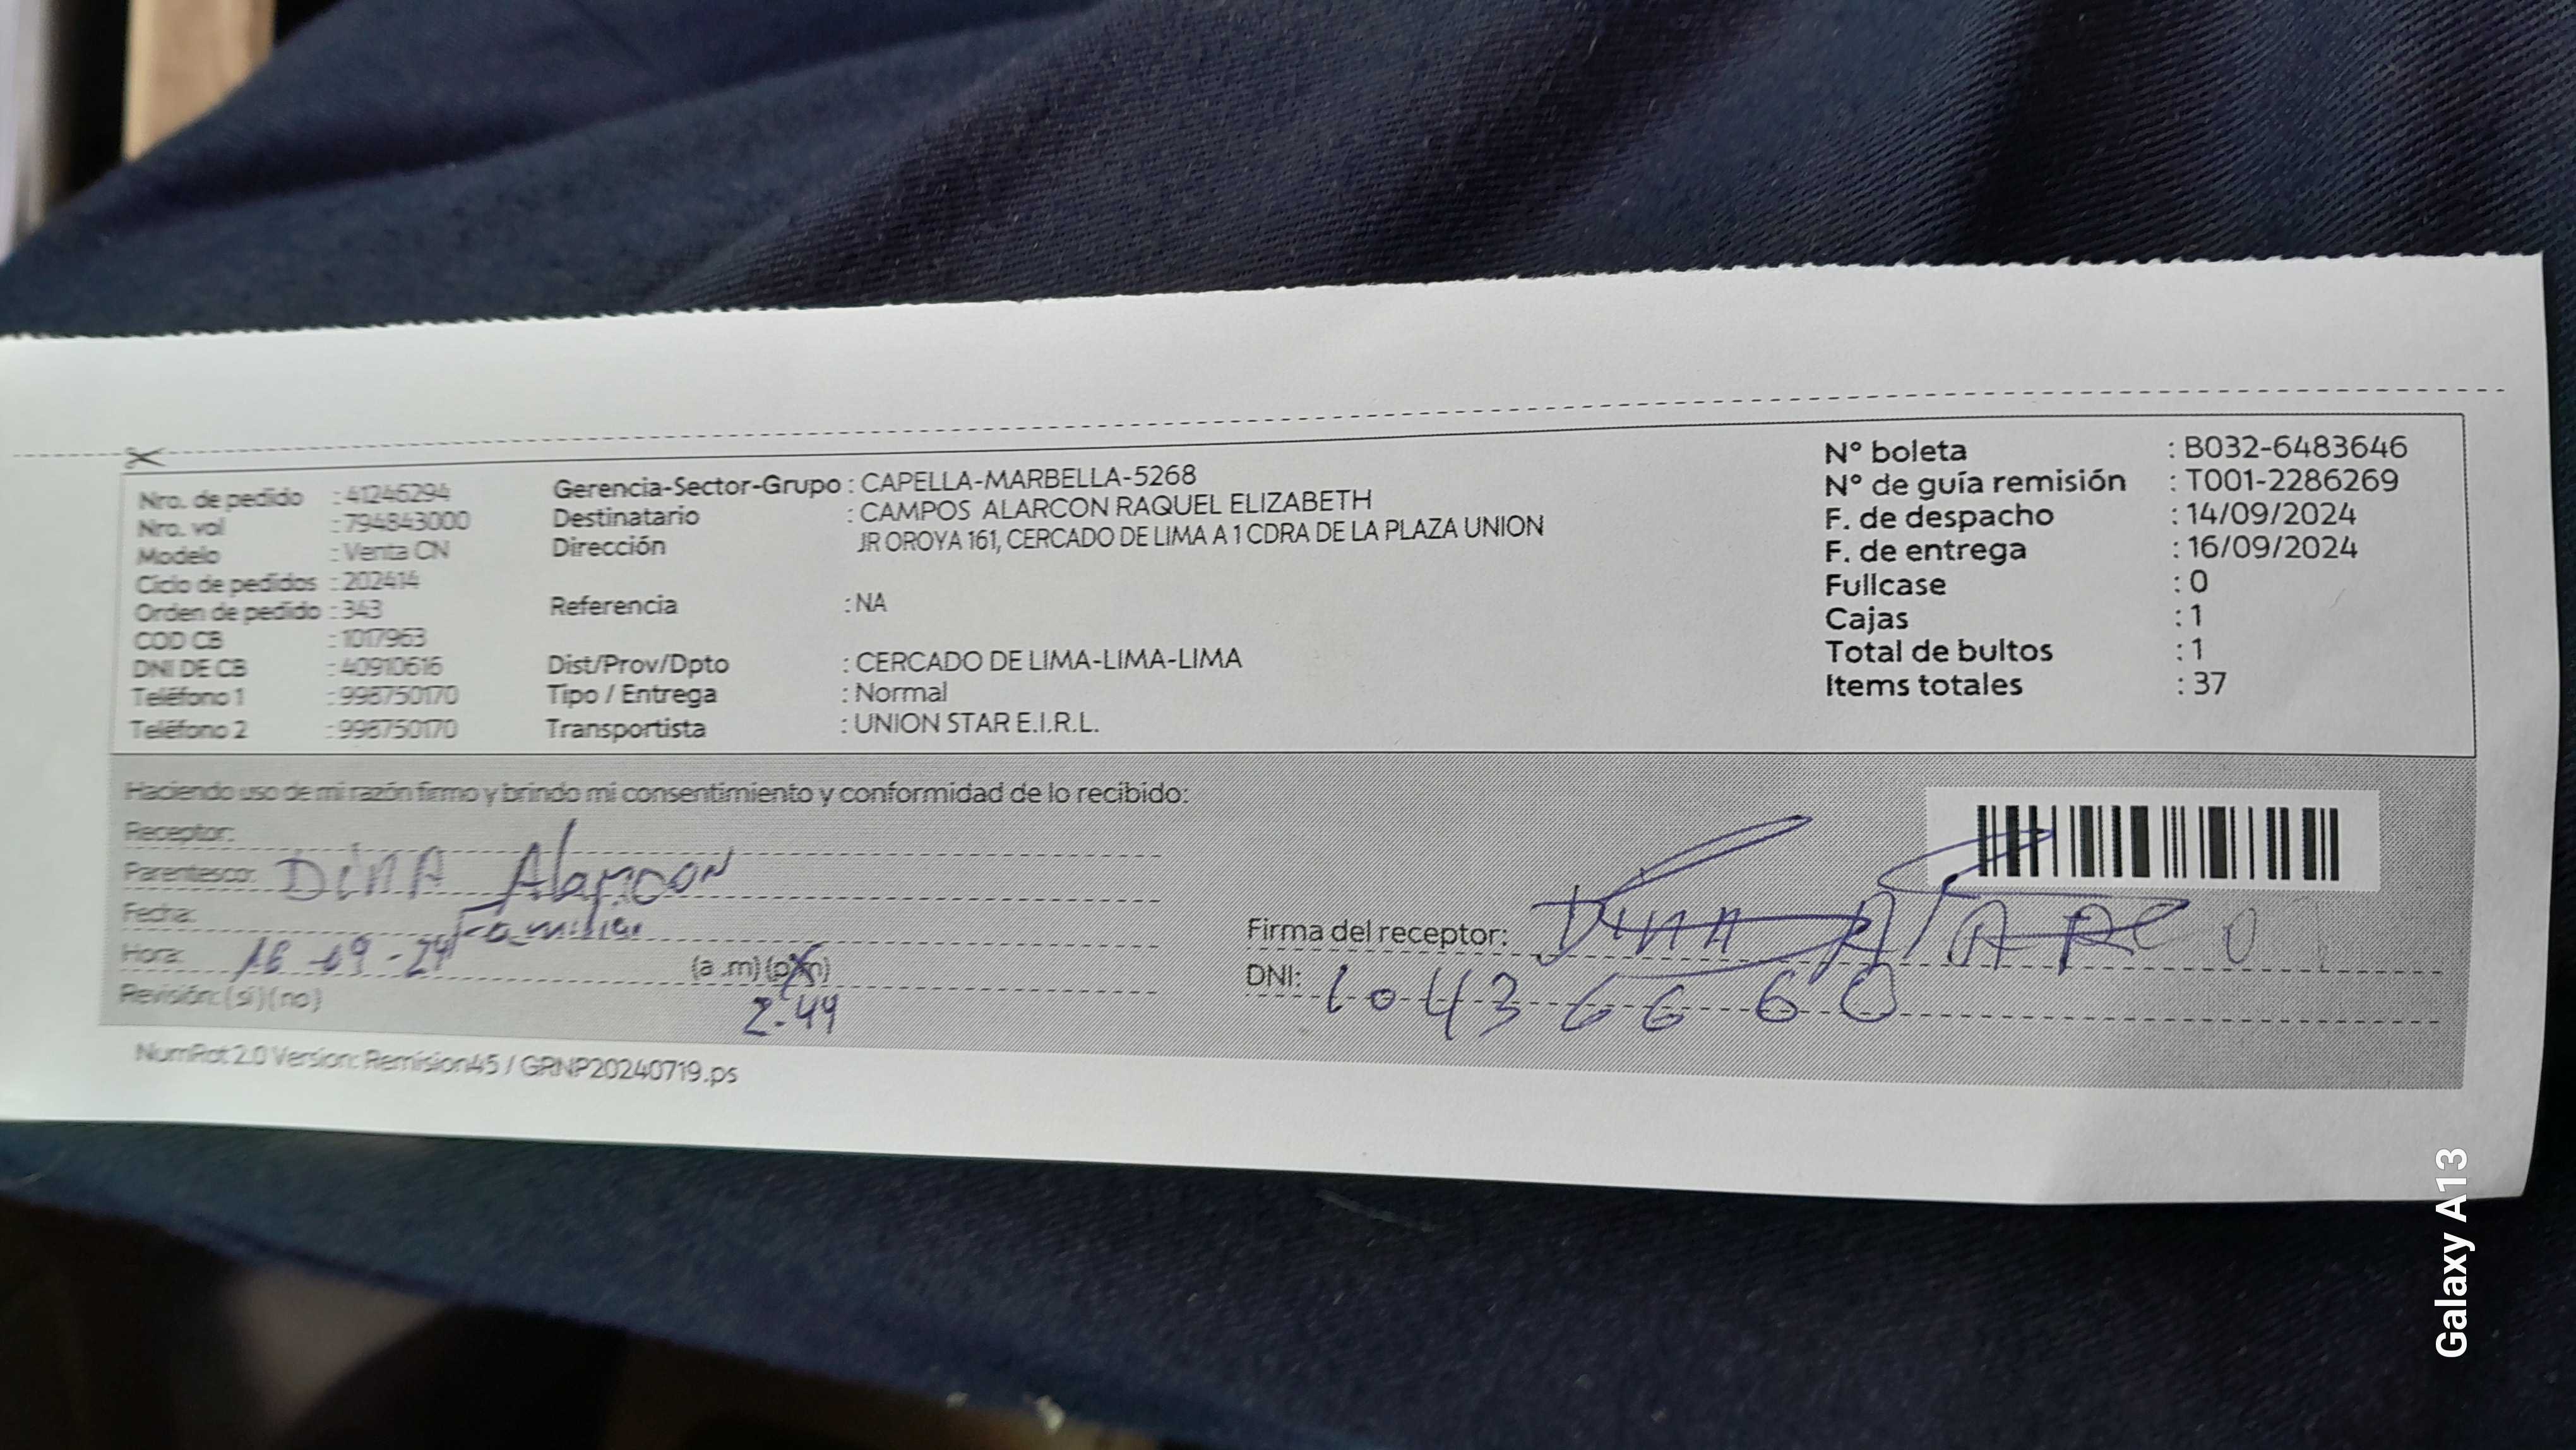 Nro. de pedido : 41246294
Nro. val : 794843000
Modelo : Venta CN
Ciclo de pedidos : 202414
Orden de pedido : 343
COD CB : 1017963
DNI DE CB : 40910616
Teléfono 1 : 998750170
Teléfono 2 : 998750170
Gerencia-Sector-Grupo : CAPELLA-MARBELLA-5268
Destinatario : CAMPOS ALARCON RAQUEL ELIZABETH
Dirección JR OROYA 161, CERCADO DE LIMA A 1 CDRA DE LA PLAZA UNION
Referencia : NA
Dist/Prov/Dpto : CERCADO DE LIMA-LIMA-LIMA
Tipo / Entrega : Normal
Transportista : UNION STAR E.I.R.L.
N° boleta : B032-6483646
N° de guía remisión : T001-2286269
F. de despacho : 14/09/2024
F. de entrega : 16/09/2024
Fullcase : 0
Cajas : 1
Total de bultos : 1
Items totales : 37
Haciendo uso de mi razón firmo y brindo mi consentimiento y conformidad de lo recibido:
Receptor:
Parentesco: DINA Alarcon
Fecha: Familiar
Hora: 16-09-24 (a .m) (p.m)
Revisión: (si) (no) 2-44
Firma del receptor: DINA ALARCO
DNI: 10436660
NumRot 2.0 Version: Remision45 / GRNP20240719.ps
Galaxy A13